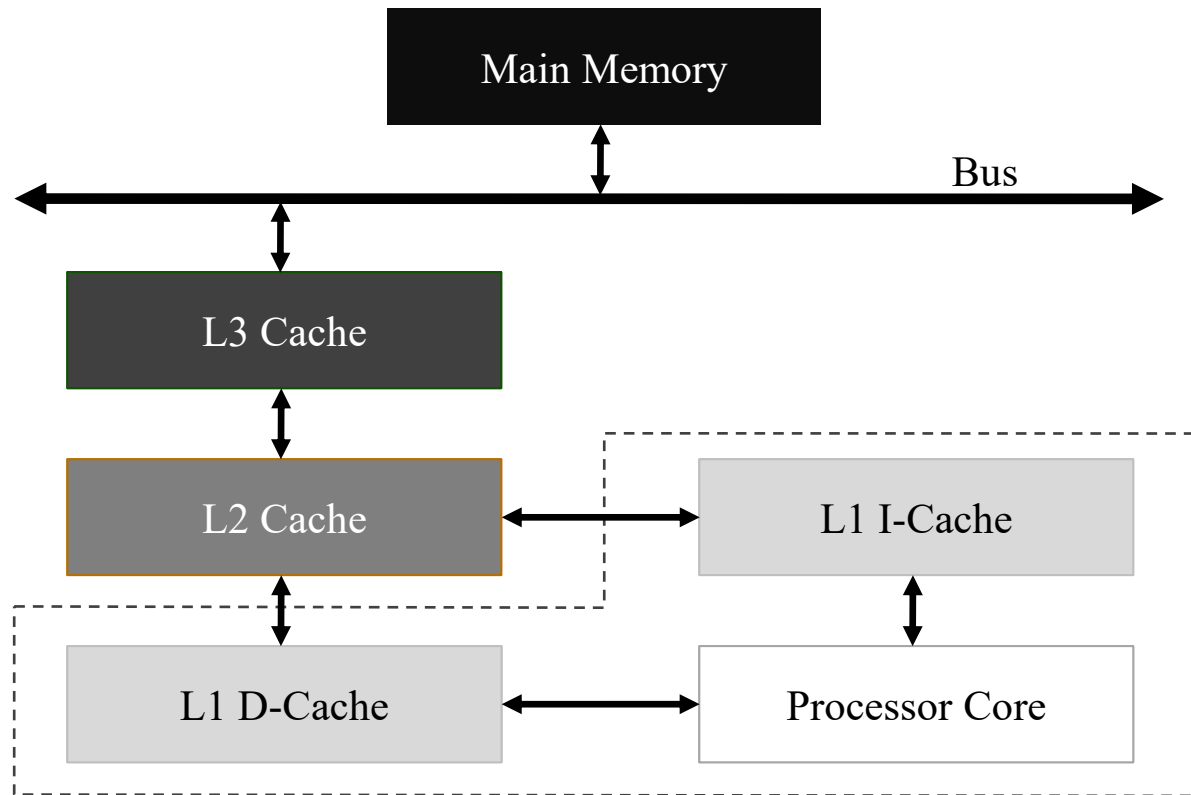 Main Memory
Bus
L3 Cache
L2 Cache
L1 I-Cache
L1 D-Cache
Processor Core